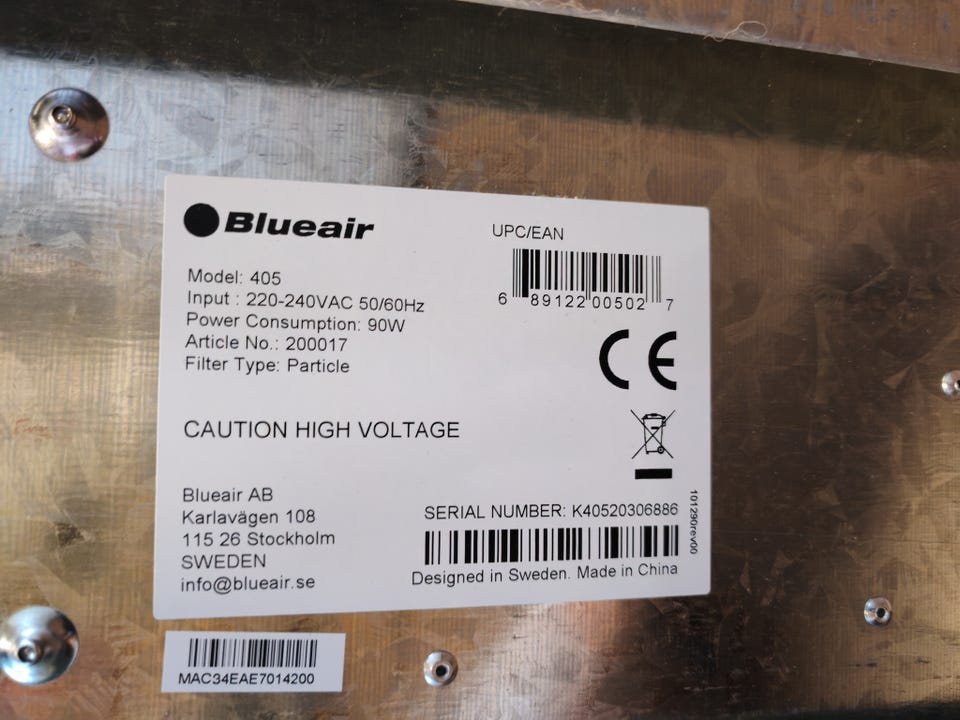 Blueair
Model: 405
Input : 220-240VAC 50/60Hz
Power Consumption: 90W
Article No.: 200017
Filter Type: Particle
UPC/EAN
6 89122 00502 7
CE
CAUTION HIGH VOLTAGE
Blueair AB
Karlavägen 108
115 26 Stockholm
SWEDEN
info@blueair.se
SERIAL NUMBER: K40520306886
Designed in Sweden. Made in China
101290rev00
MAC34EAE7014200